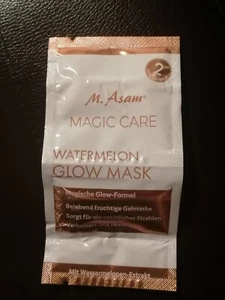 2
M. Asam®
MAGIC CARE
WATERMELON
GLOW MASK
Magische Glow-Formel
Belebend fruchtige Gelmaske
Sorgt für ein natürliches Strahlen
Mit Wassermelonen-Extrakt